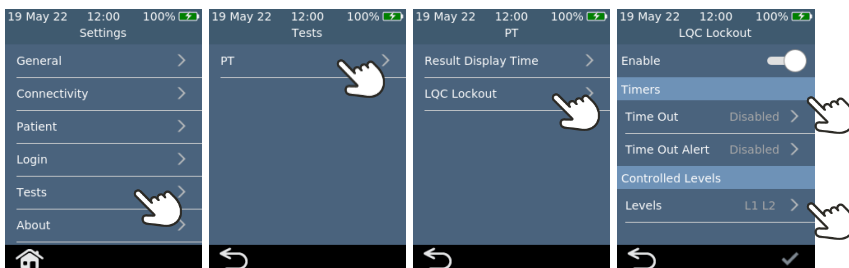 19 May 22 12:00 100%
Settings
General
Connectivity
Patient
Login
Tests
About
19 May 22 12:00 100%
Tests
PT
19 May 22 12:00 100%
PT
Result Display Time
LQC Lockout
19 May 22 12:00 100%
LQC Lockout
Enable
Timers
Time Out Disabled
Time Out Alert Disabled
Controlled Levels
Levels L1 L2